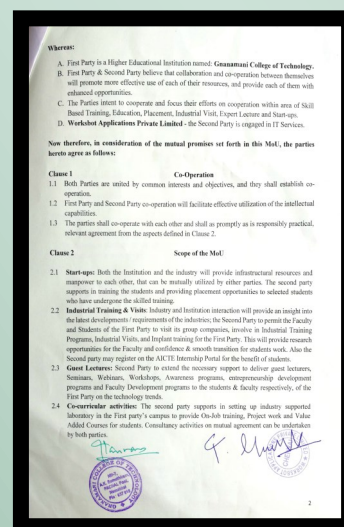 Whereas:
A. First Party is a Higher Educational Institution named: Gnanamani College of Technology.
B. First Party & Second Party believe that collaboration and co-operation between themselves
will promote more effective use of each of their resources, and provide each of them with
enhanced opportunities.
C. The Parties intent to cooperate and focus their efforts on cooperation within area of Skill
Based Training, Education, Placement, Industrial Visit, Expert Lecture and Start-ups.
D. Workshot Applications Private Limited - the Second Party is engaged in IT Services.
Now therefore, in consideration of the mutual promises set forth in this MoU, the parties
hereto agree as follows:
Clause 1 Co-Operation
1.1 Both Parties are united by common interests and objectives, and they shall establish co-
operation.
1.2 First Party and Second Party co-operation will facilitate effective utilization of the intellectual
capabilities.
1.3 The parties shall co-operate with each other and shall as promptly as is responsibly practical,
relevant agreement from the aspects defined in Clause 2.
Clause 2 Scope of the MoU
2.1 Start-ups: Both the Institution and the industry will provide infrastructural resources and
manpower to each other, that can be mutually utilized by either parties. The second party
supports in training the students and providing placement opportunities to selected students
who have undergone the skilled training.
2.2 Industrial Training & Visits: Industry and Institution interaction will provide an insight into
the latest developments / requirements of the industries; the Second Party to permit the Faculty
and Students of the First Party to visit its group companies, involve in Industrial Training
Programs, Industrial Visits, and Implant training for the First Party. This will provide research
opportunities for the Faculty and confidence & smooth transition for students work. Also the
Second party may register on the AICTE Internship Portal for the benefit of students.
2.3 Guest Lectures: Second Party to extend the necessary support to deliver guest lecturers,
Seminars, Webinars, Workshops, Awareness programs, entrepreneurship development
programs and Faculty Development programs to the students & faculty respectively, of the
First Party on the technology trends.
2.4 Co-curricular activities: The second party supports in setting up industry supported
laboratory in the First party's campus to provide On-Job training, Project work and Value
Added Courses for students. Consultancy activities on mutual agreement can be undertaken
by both parties.
GNANAMANI COLLEGE OF TECHNOLOGY
2